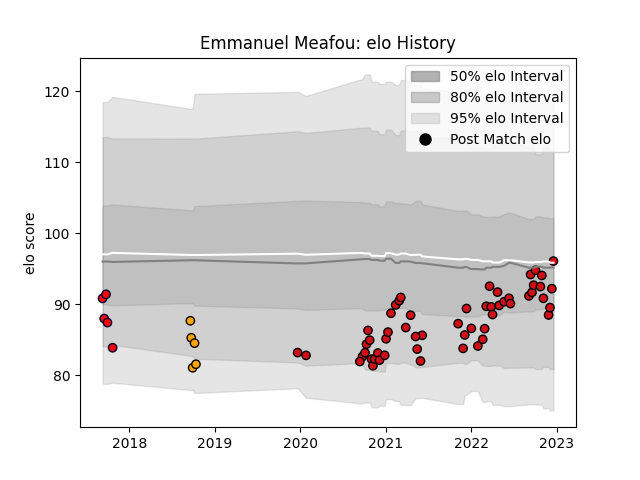 Emmanuel Meafou: elo History
50% elo Interval
80% elo Interval
95% elo Interval
Post Match elo
elo score
120
110
100
90
80
2018
2019
2020
2021
2022
2023